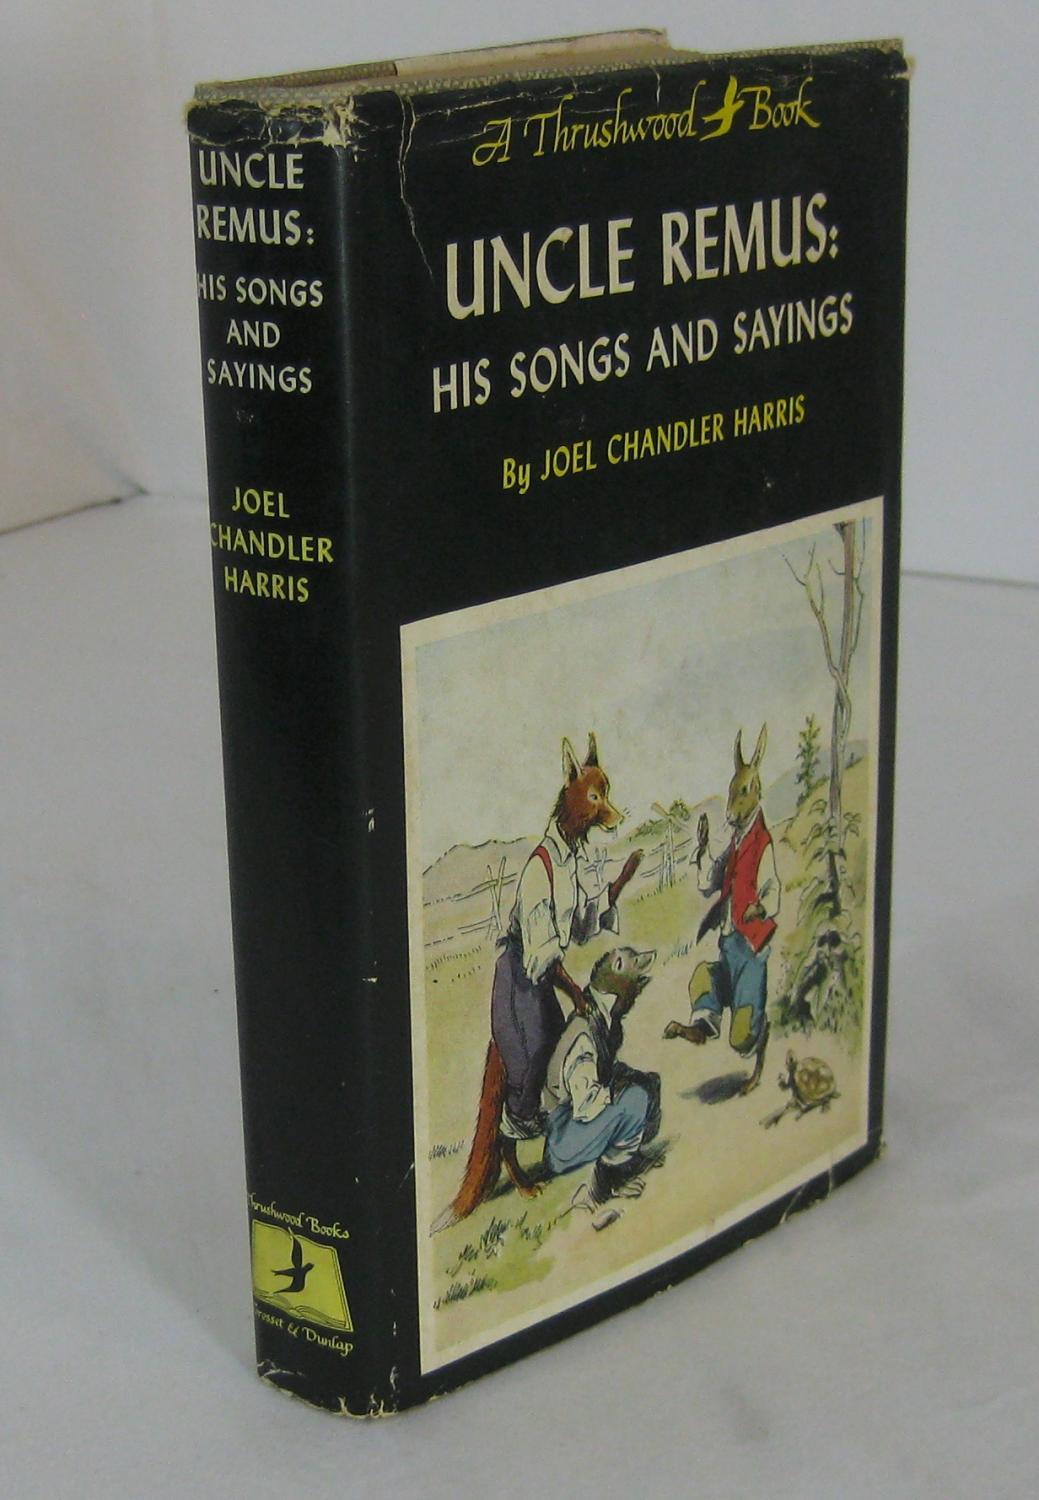 A Thrushwood Book
UNCLE REMUS:
HIS SONGS AND SAYINGS
By JOEL CHANDLER HARRIS
UNCLE
REMUS:
HIS SONGS
AND
SAYINGS
JOEL
CHANDLER
HARRIS
Thrushwood Books
Grosset & Dunlap